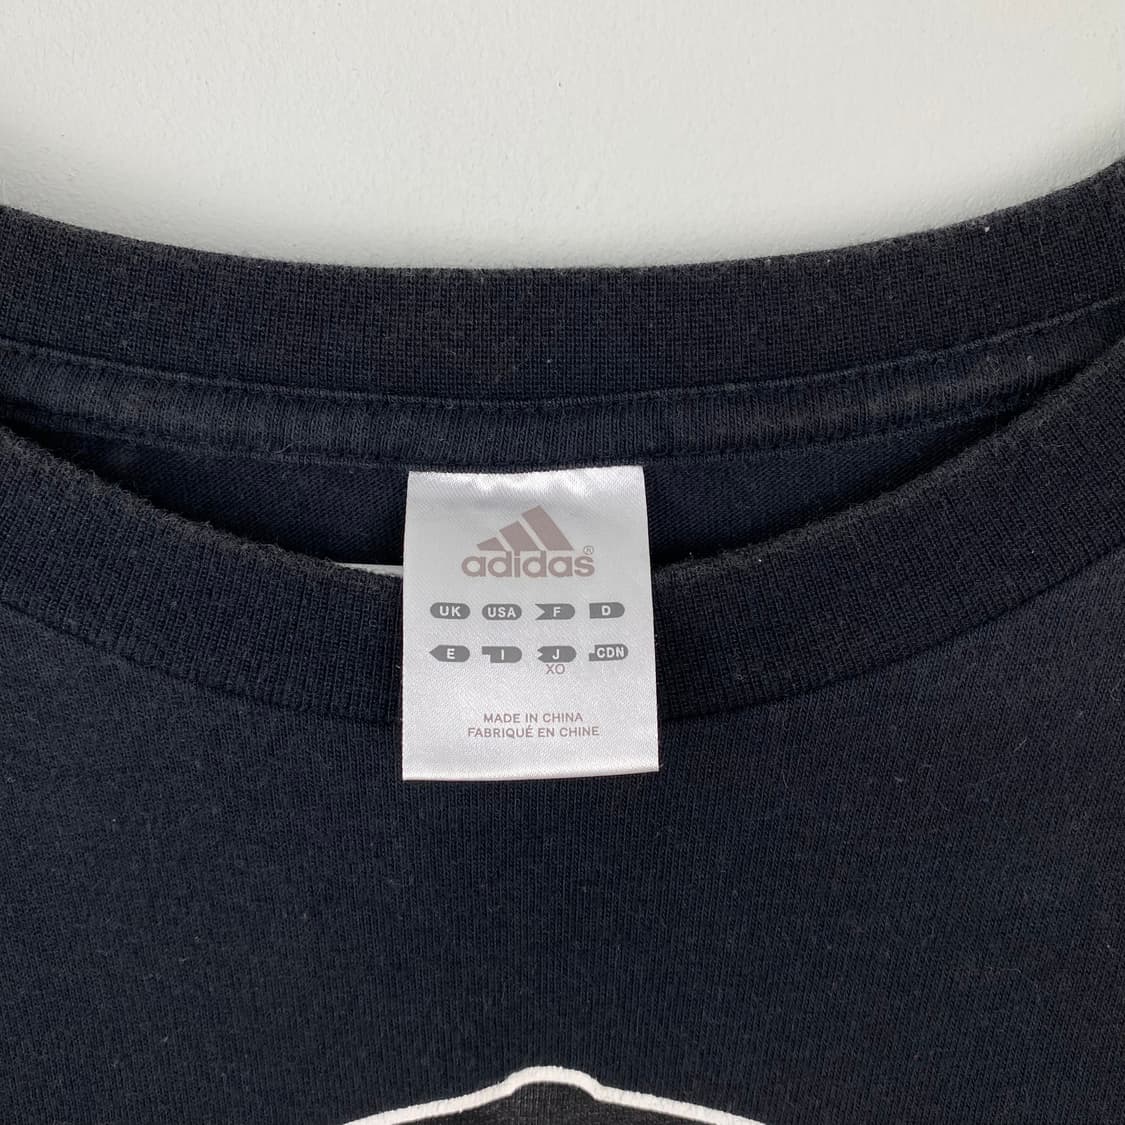 adidas®
UK USA F D
E I J CDN
XO
MADE IN CHINA
FABRIQUÉ EN CHINE